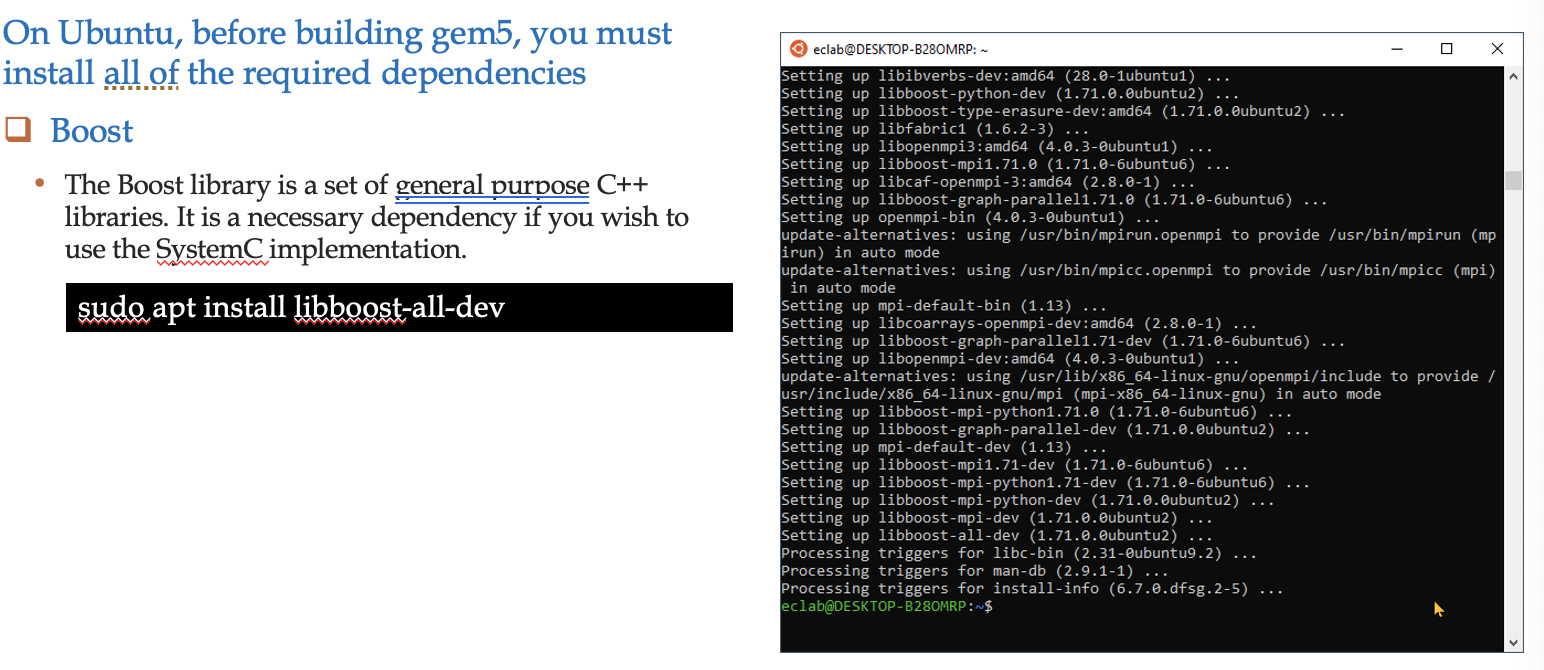 On Ubuntu, before building gem5, you must
install all of the required dependencies
Boost
• The Boost library is a set of general purpose C++
libraries. It is a necessary dependency if you wish to
use the SystemC implementation.
sudo apt install libboost-all-dev
eclab@DESKTOP-B28OMRP: ~
Setting up libibverbs-dev:amd64 (28.0-1ubuntu1) ...
Setting up libboost-python-dev (1.71.0.0ubuntu2) ...
Setting up libboost-type-erasure-dev:amd64 (1.71.0.0ubuntu2) ...
Setting up libfabric1 (1.6.2-3) ...
Setting up libopenmpi3:amd64 (4.0.3-0ubuntu1) ...
Setting up libboost-mpi1.71.0 (1.71.0-6ubuntu6) ...
Setting up libcaf-openmpi-3:amd64 (2.8.0-1) ...
Setting up libboost-graph-parallel1.71.0 (1.71.0-6ubuntu6) ...
Setting up openmpi-bin (4.0.3-0ubuntu1) ...
update-alternatives: using /usr/bin/mpirun.openmpi to provide /usr/bin/mpirun (mp
irun) in auto mode
update-alternatives: using /usr/bin/mpicc.openmpi to provide /usr/bin/mpicc (mpi)
 in auto mode
Setting up mpi-default-bin (1.13) ...
Setting up libcoarrays-openmpi-dev:amd64 (2.8.0-1) ...
Setting up libboost-graph-parallel1.71-dev (1.71.0-6ubuntu6) ...
Setting up libopenmpi-dev:amd64 (4.0.3-0ubuntu1) ...
update-alternatives: using /usr/lib/x86_64-linux-gnu/openmpi/include to provide /
usr/include/x86_64-linux-gnu/mpi (mpi-x86_64-linux-gnu) in auto mode
Setting up libboost-mpi-python1.71.0 (1.71.0-6ubuntu6) ...
Setting up libboost-graph-parallel-dev (1.71.0.0ubuntu2) ...
Setting up mpi-default-dev (1.13) ...
Setting up libboost-mpi1.71-dev (1.71.0-6ubuntu6) ...
Setting up libboost-mpi-python1.71-dev (1.71.0-6ubuntu6) ...
Setting up libboost-mpi-python-dev (1.71.0.0ubuntu2) ...
Setting up libboost-mpi-dev (1.71.0.0ubuntu2) ...
Setting up libboost-all-dev (1.71.0.0ubuntu2) ...
Processing triggers for libc-bin (2.31-0ubuntu9.2) ...
Processing triggers for man-db (2.9.1-1) ...
Processing triggers for install-info (6.7.0.dfsg.2-5) ...
eclab@DESKTOP-B28OMRP:~$